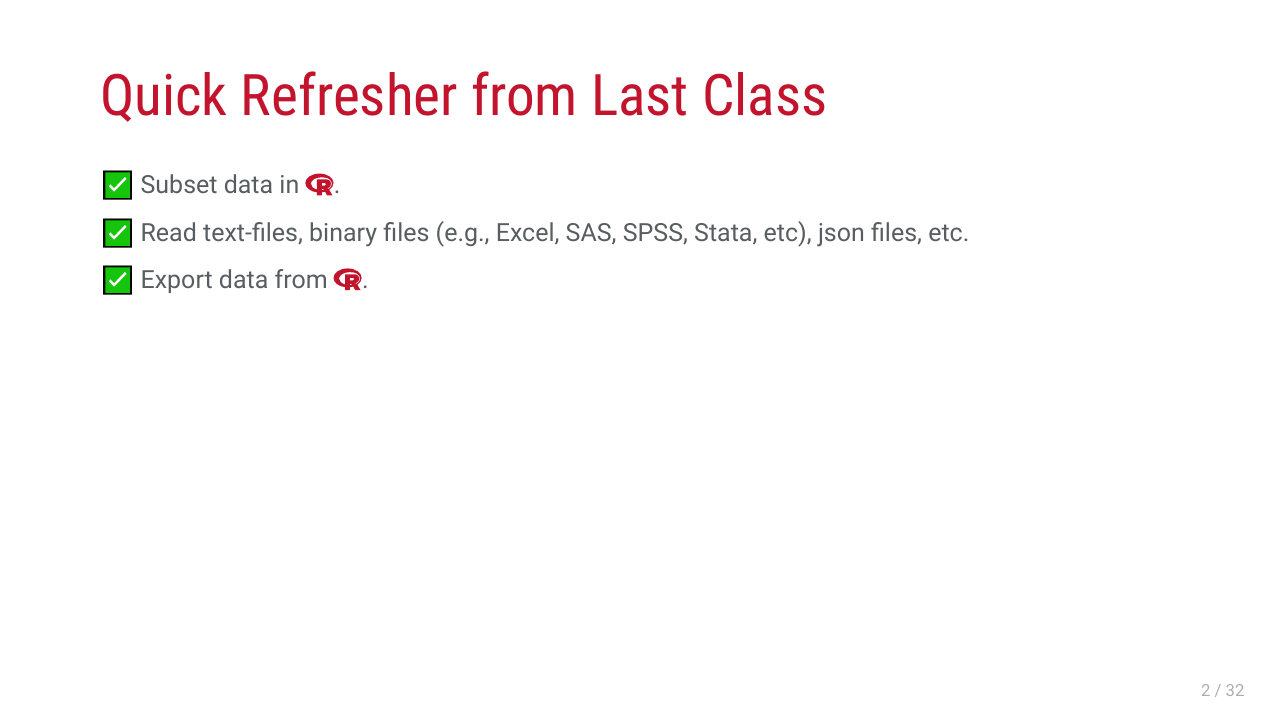 Quick Refresher from Last Class
✅ Subset data in R.
✅ Read text-files, binary files (e.g., Excel, SAS, SPSS, Stata, etc), json files, etc.
✅ Export data from R.
2 / 32